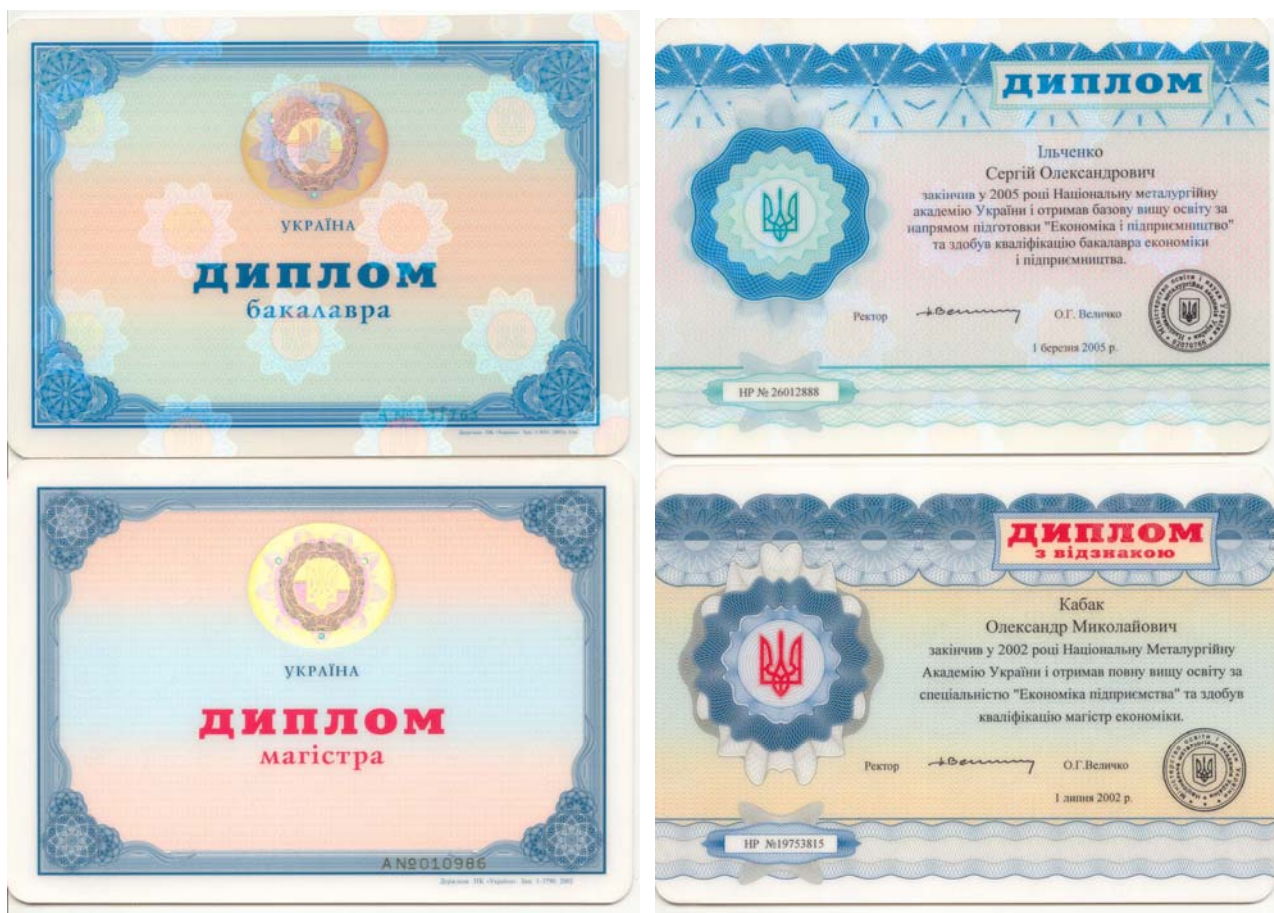 УКРАЇНА
ДИПЛОМ
бакалавра
ДИПЛОМ
Ільченко
Сергій Олександрович
закінчив у 2005 році Національну металургійну
академію України і отримав базову вищу освіту за
напрямом підготовки "Економіка і підприємництво"
та здобув кваліфікацію бакалавра економіки
і підприємництва.
Ректор О.Г. Величко
1 березня 2005 р.
НР № 26012888
УКРАЇНА
ДИПЛОМ
магістра
А №010986
ДИПЛОМ
з відзнакою
Кабак
Олександр Миколайович
закінчив у 2002 році Національну Металургійну
Академію України і отримав повну вищу освіту за
спеціальністю "Економіка підприємства" та здобув
кваліфікацію магістр економіки.
Ректор О.Г.Величко
1 липня 2002 р.
НР №19753815